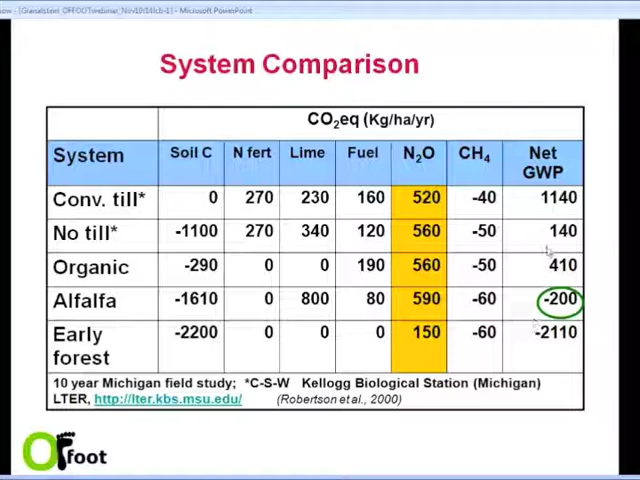 System Comparison
CO2eq (Kg/ha/yr)
System Soil C N fert Lime Fuel N2O CH4 Net GWP
Conv. till* 0 270 230 160 520 -40 1140
No till* -1100 270 340 120 560 -50 140
Organic -290 0 0 190 560 -50 410
Alfalfa -1610 0 800 80 590 -60 -200
Early forest -2200 0 0 0 150 -60 -2110
10 year Michigan field study; *C-S-W Kellogg Biological Station (Michigan)
LTER, http://lter.kbs.msu.edu/ (Robertson et al., 2000)
OFoot